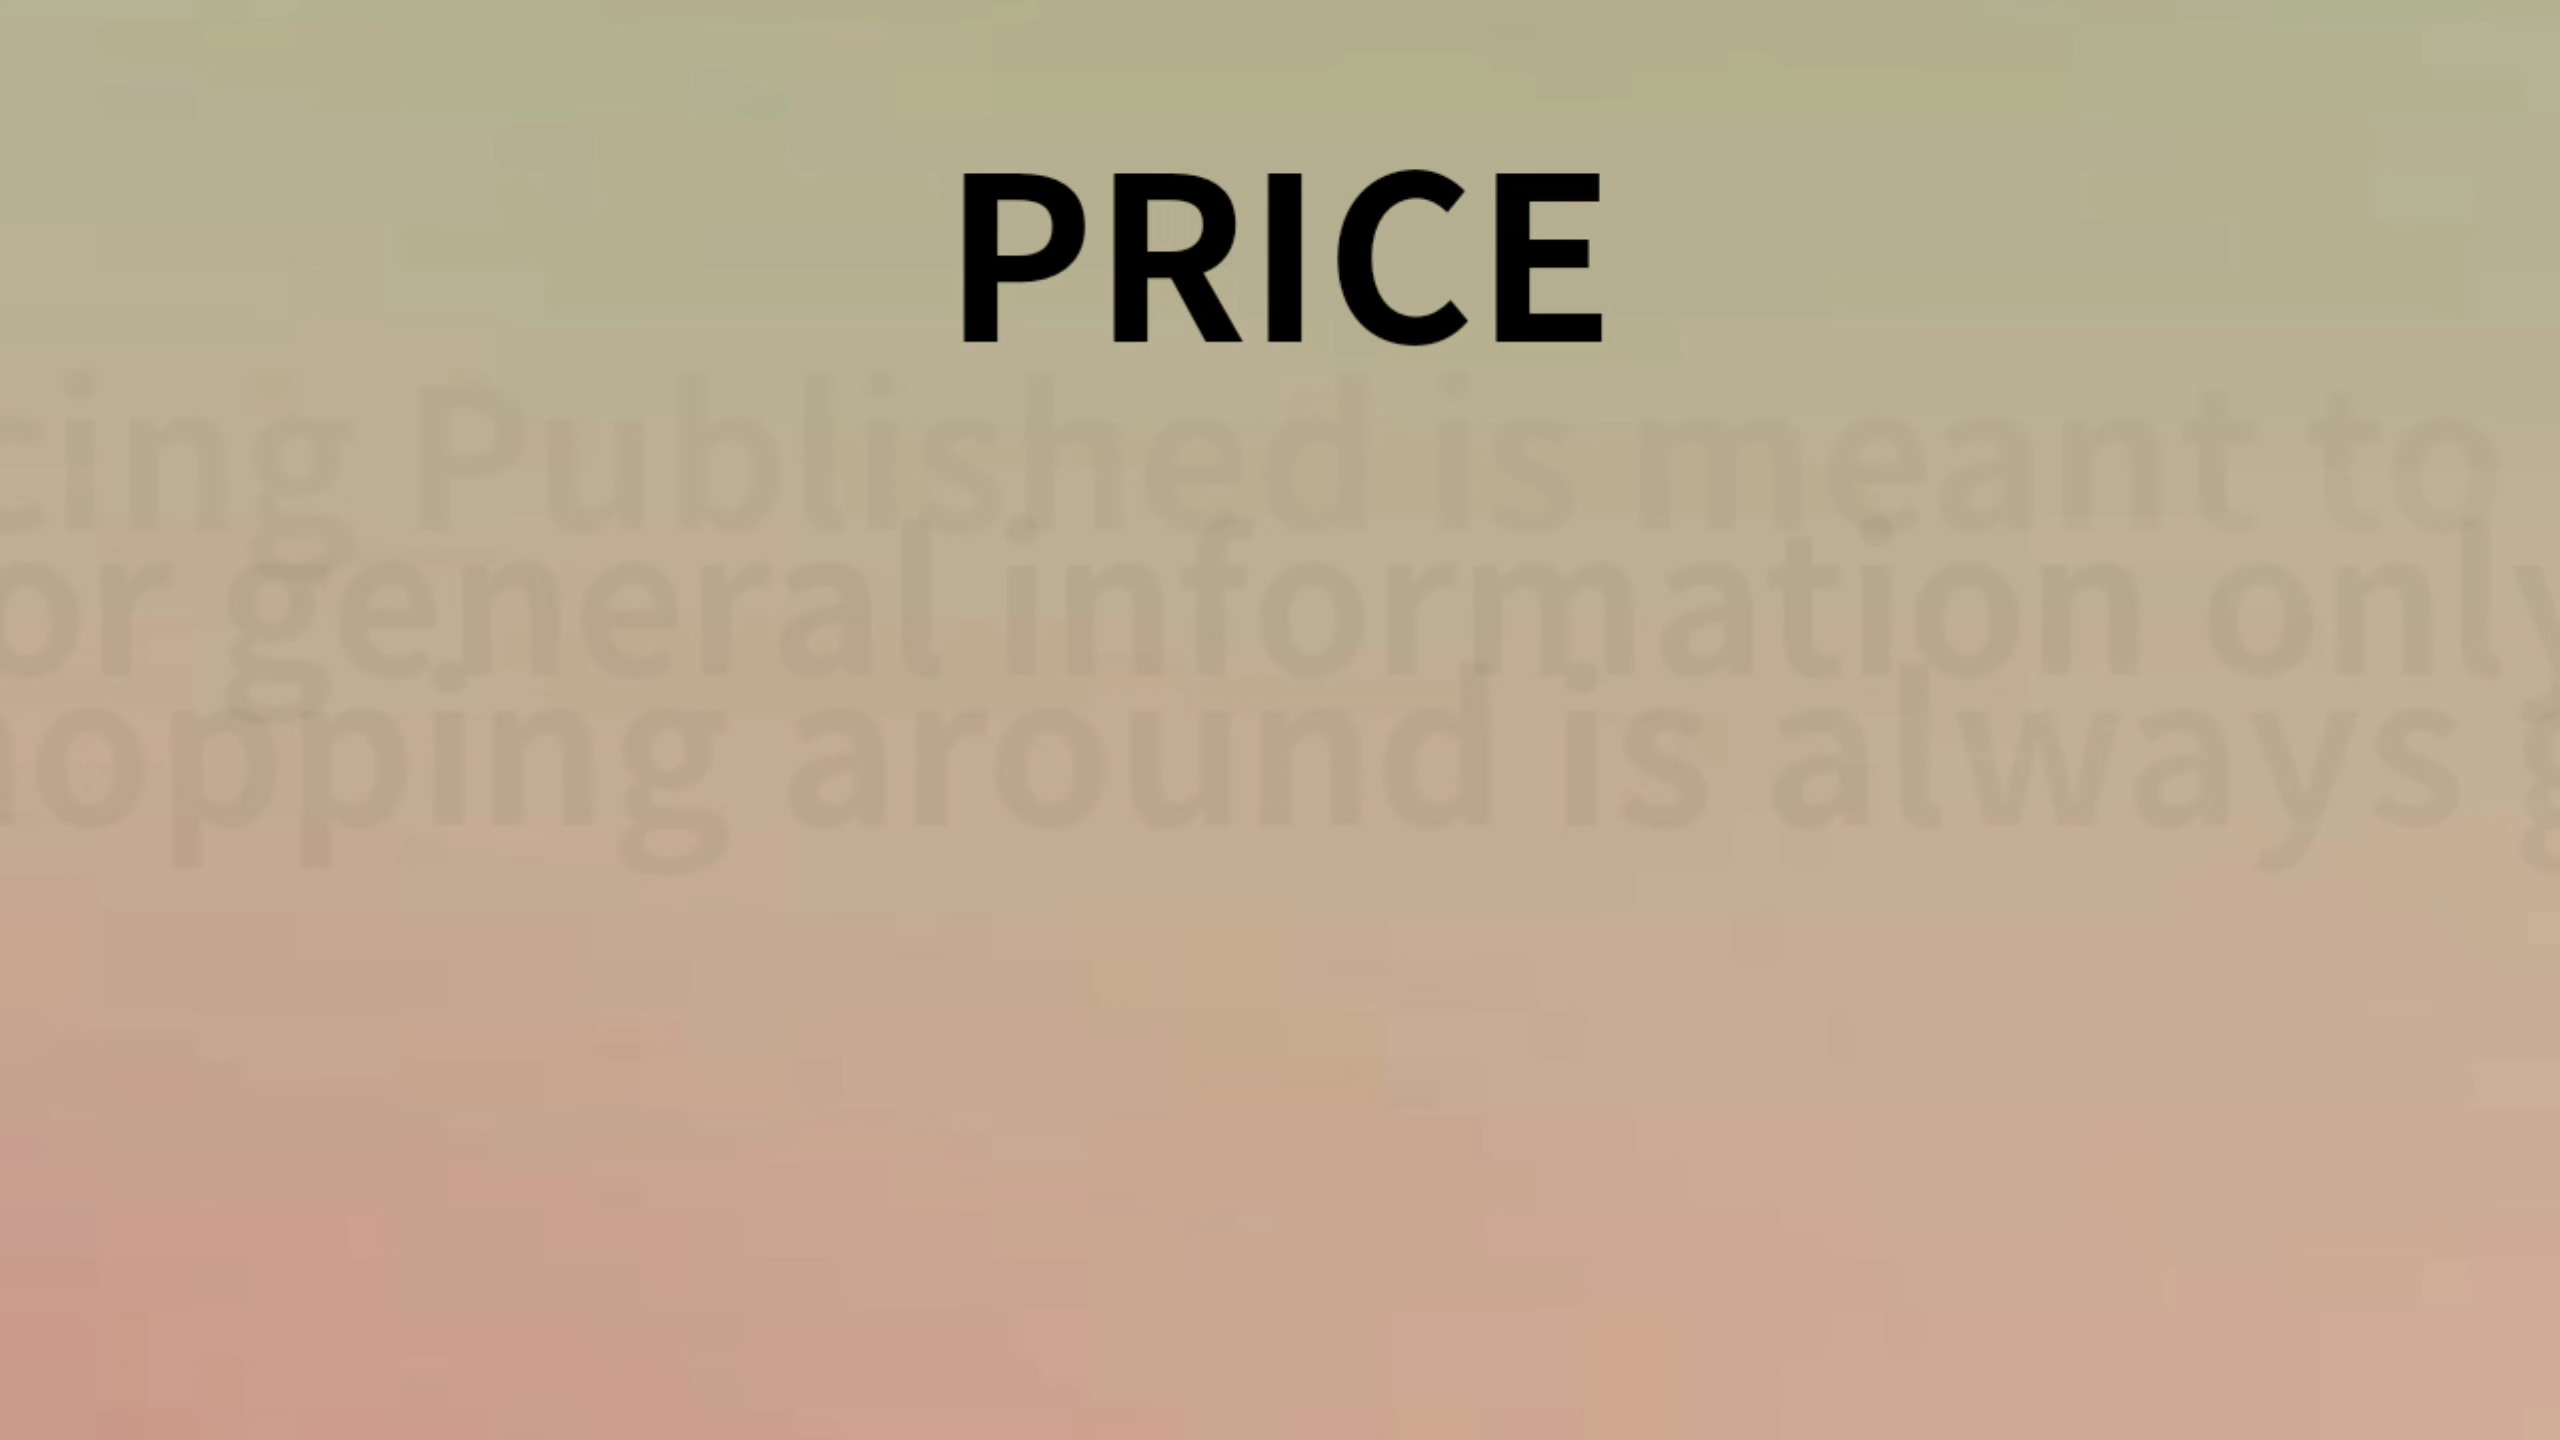 PRICE
cing Published is meant to
or general information only
hopping around is always g